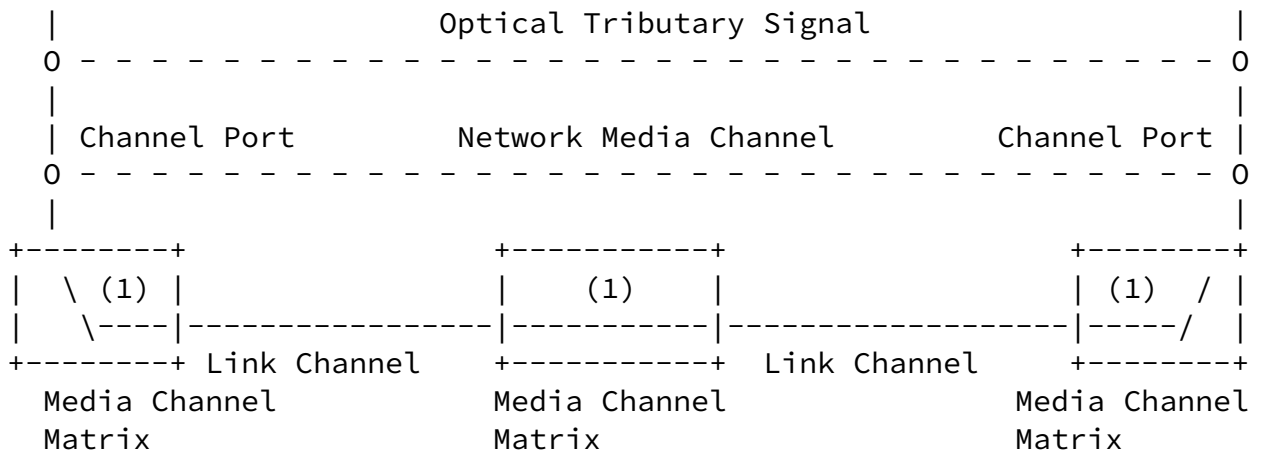 |                     Optical Tributary Signal                    |
O - - - - - - - - - - - - - - - - - - - - - - - - - - - - - - - - O
|                                                                 |
| Channel Port         Network Media Channel         Channel Port |
O - - - - - - - - - - - - - - - - - - - - - - - - - - - - - - - - O
|                                                                 |
+--------+                 +-----------+                   +--------+
|  \ (1) |                 |    (1)    |                   | (1)  / |
|   \----|-----------------|-----------|-------------------|-----/  |
+--------+ Link Channel    +-----------+  Link Channel     +--------+
Media Channel            Media Channel                Media Channel
Matrix                   Matrix                       Matrix